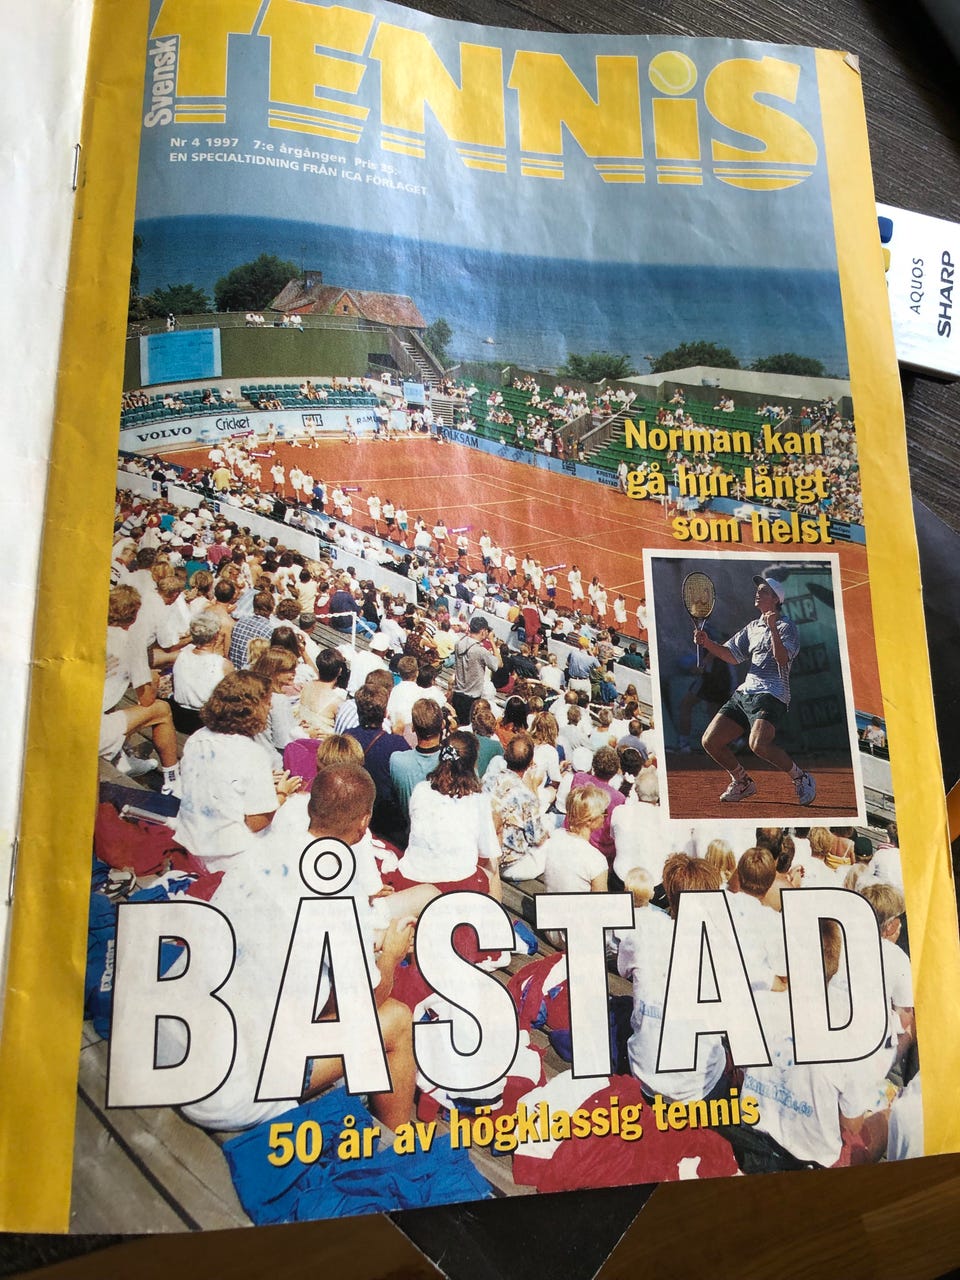 Svensk
TENNiS
Nr 4 1997 7:e årgången Pris 35:-
EN SPECIALTIDNING FRÅN ICA FÖRLAGET
AQUOS
SHARP
VOLVO
Cricket
FOLKSAM
Norman kan
gå hur långt
som helst
BÅSTAD
50 år av högklassig tennis